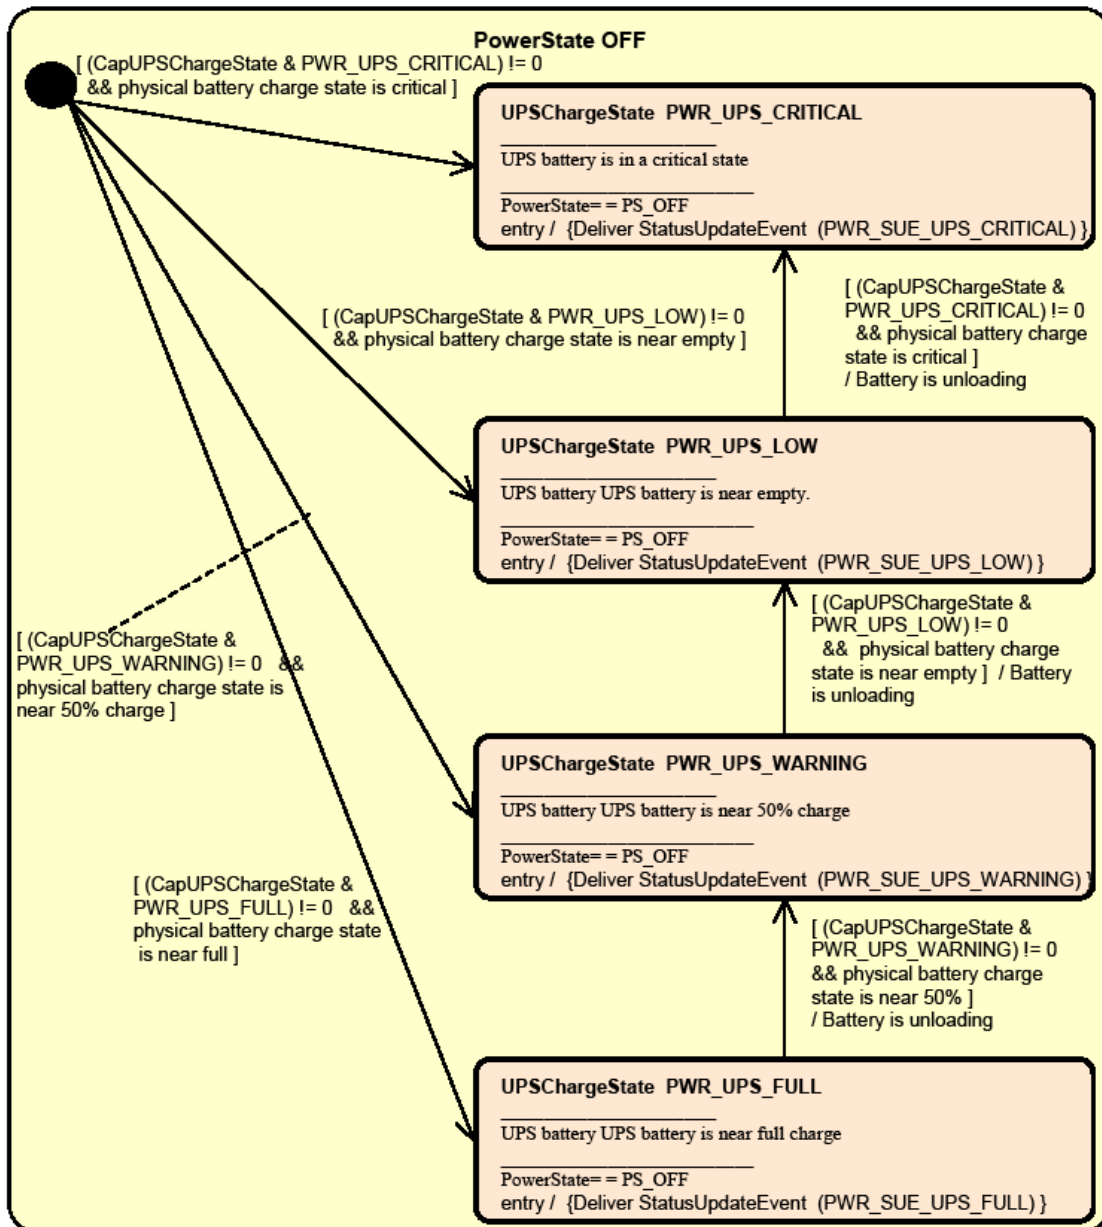 PowerState OFF
[ (CapUPSChargeState & PWR_UPS_CRITICAL) != 0
&& physical battery charge state is critical ]
UPSChargeState PWR_UPS_CRITICAL
UPS battery is in a critical state
PowerState= = PS_OFF
entry / {Deliver StatusUpdateEvent (PWR_SUE_UPS_CRITICAL) }
[ (CapUPSChargeState &
PWR_UPS_CRITICAL) != 0
&& physical battery charge
state is critical ]
/ Battery is unloading
[ (CapUPSChargeState & PWR_UPS_LOW) != 0
&& physical battery charge state is near empty ]
UPSChargeState PWR_UPS_LOW
UPS battery UPS battery is near empty.
PowerState= = PS_OFF
entry / {Deliver StatusUpdateEvent (PWR_SUE_UPS_LOW) }
[ (CapUPSChargeState &
PWR_UPS_LOW) != 0
&& physical battery charge
state is near empty ] / Battery
is unloading
[ (CapUPSChargeState &
PWR_UPS_WARNING) != 0 &&
physical battery charge state is
near 50% charge ]
UPSChargeState PWR_UPS_WARNING
UPS battery UPS battery is near 50% charge
PowerState= = PS_OFF
entry / {Deliver StatusUpdateEvent (PWR_SUE_UPS_WARNING) }
[ (CapUPSChargeState &
PWR_UPS_FULL) != 0 &&
physical battery charge state
is near full ]
[ (CapUPSChargeState &
PWR_UPS_WARNING) != 0
&& physical battery charge
state is near 50% ]
/ Battery is unloading
UPSChargeState PWR_UPS_FULL
UPS battery UPS battery is near full charge
PowerState= = PS_OFF
entry / {Deliver StatusUpdateEvent (PWR_SUE_UPS_FULL) }